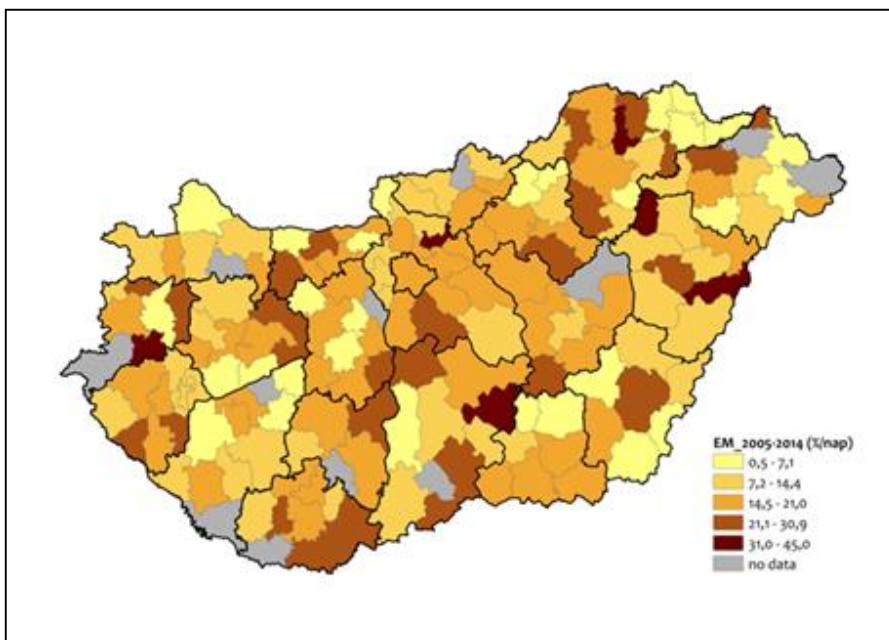 EM_2005-2014 (%/nap)
0,5 - 7,1
7,2 - 14,4
14,5 - 21,0
21,1 - 30,9
31,0 - 45,0
no data